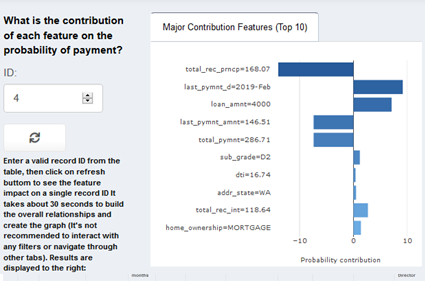 What is the contribution
of each feature on the
probability of payment?
ID:
4
Enter a valid record ID from the
table, then click on refresh
buttom to see the feature
impact on a single record ID It
takes about 30 seconds to build
the overall relationships and
create the graph (It's not
recommended to interact with
any filters or navigate through
other tabs). Results are
displayed to the right:
Major Contribution Features (Top 10)
total_rec_prncp=168.07
last_pymnt_d=2019-Feb
loan_amnt=4000
last_pymnt_amnt=146.51
total_pymnt=286.71
sub_grade=D2
dti=16.74
addr_state=WA
total_rec_int=118.64
home_ownership=MORTGAGE
−10 0 10
Probability contribution
months Director